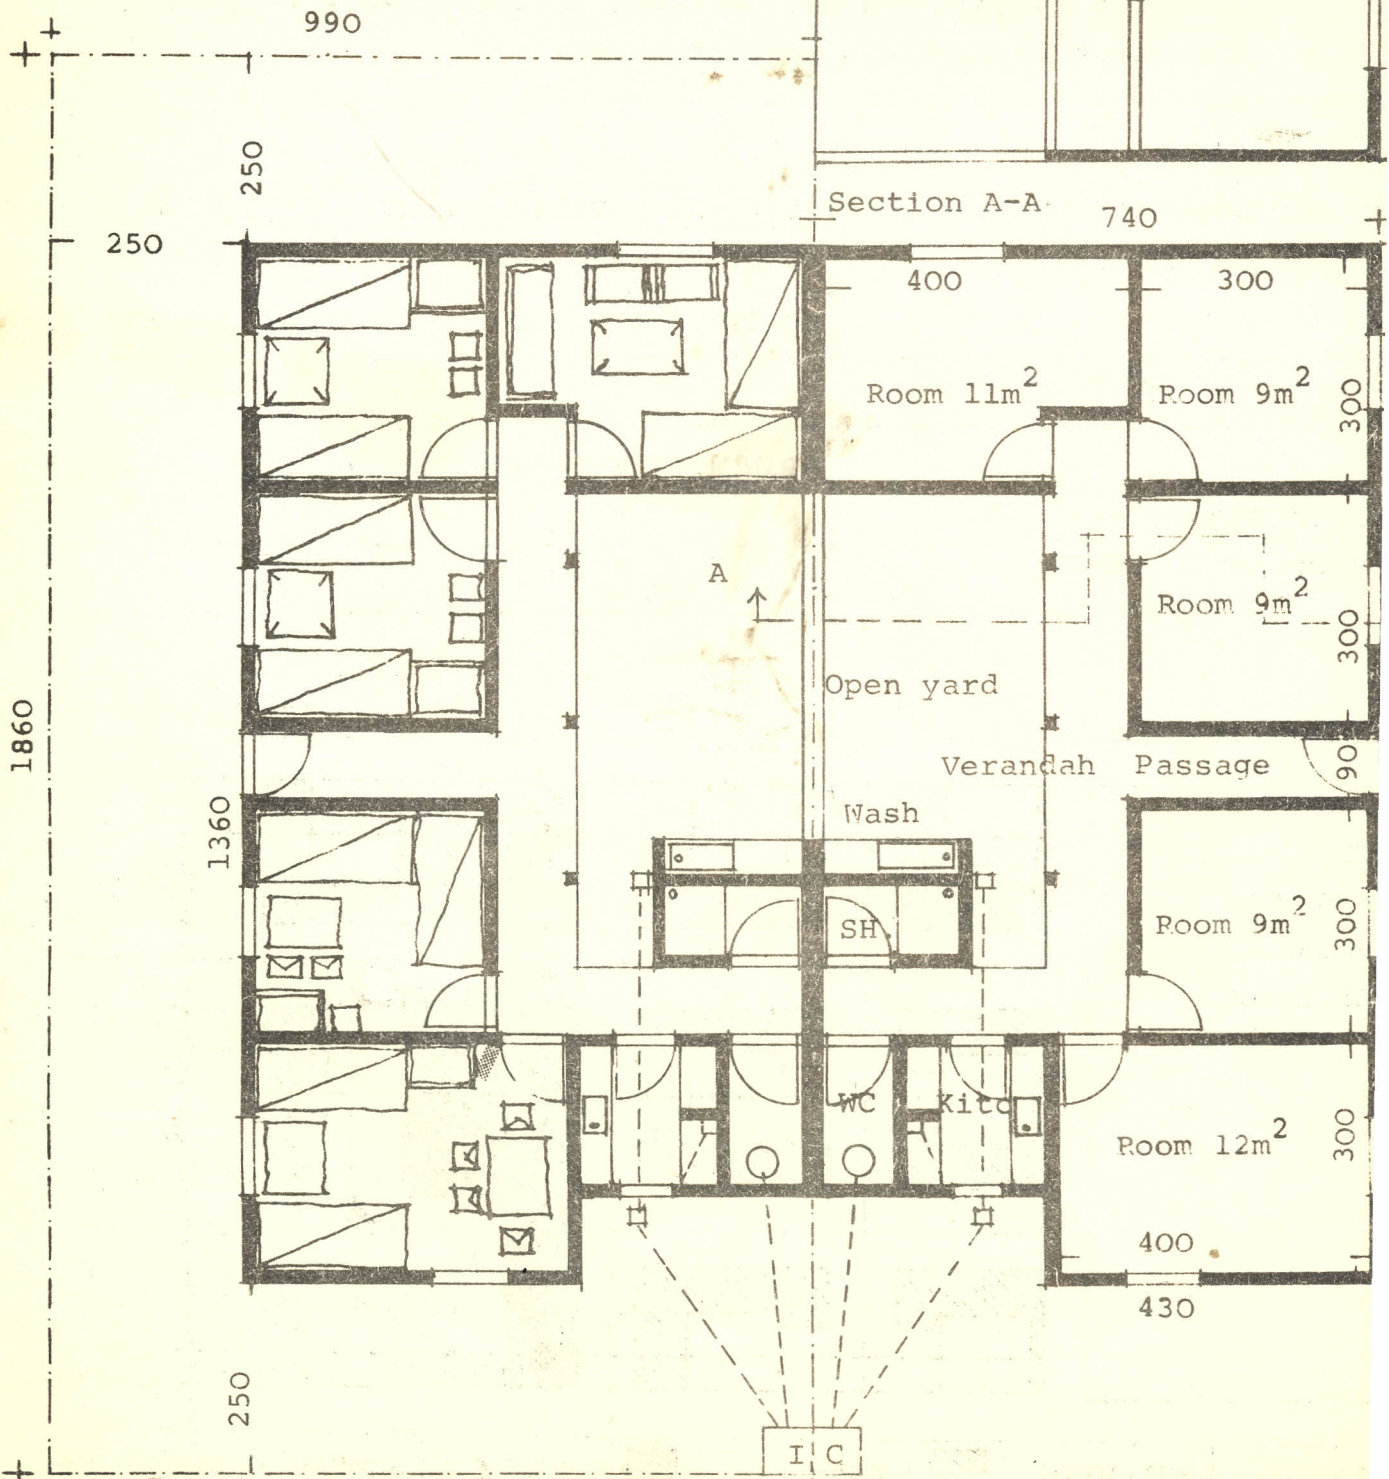 990
250
Section A-A
740
250
400
300
Room 11m²
Room 9m²
300
A
Room 9m²
300
Open yard
1860
Verandah Passage
90
Wash
1360
Room 9m²
300
SH.
WC
Kitc
Room 12m²
300
400
430
250
I C